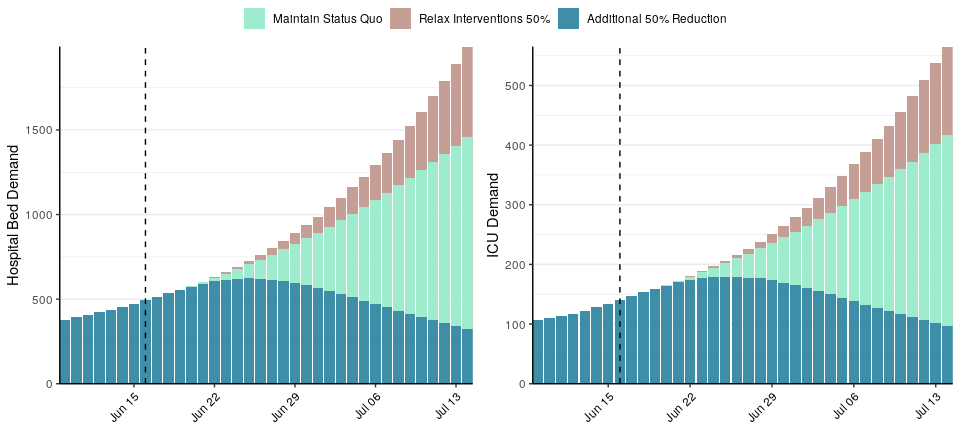 Maintain Status Quo Relax Interventions 50% Additional 50% Reduction
Hospital Bed Demand
1500
1000
500
0
Jun 15 Jun 22 Jun 29 Jul 06 Jul 13
ICU Demand
500
400
300
200
100
0
Jun 15 Jun 22 Jun 29 Jul 06 Jul 13